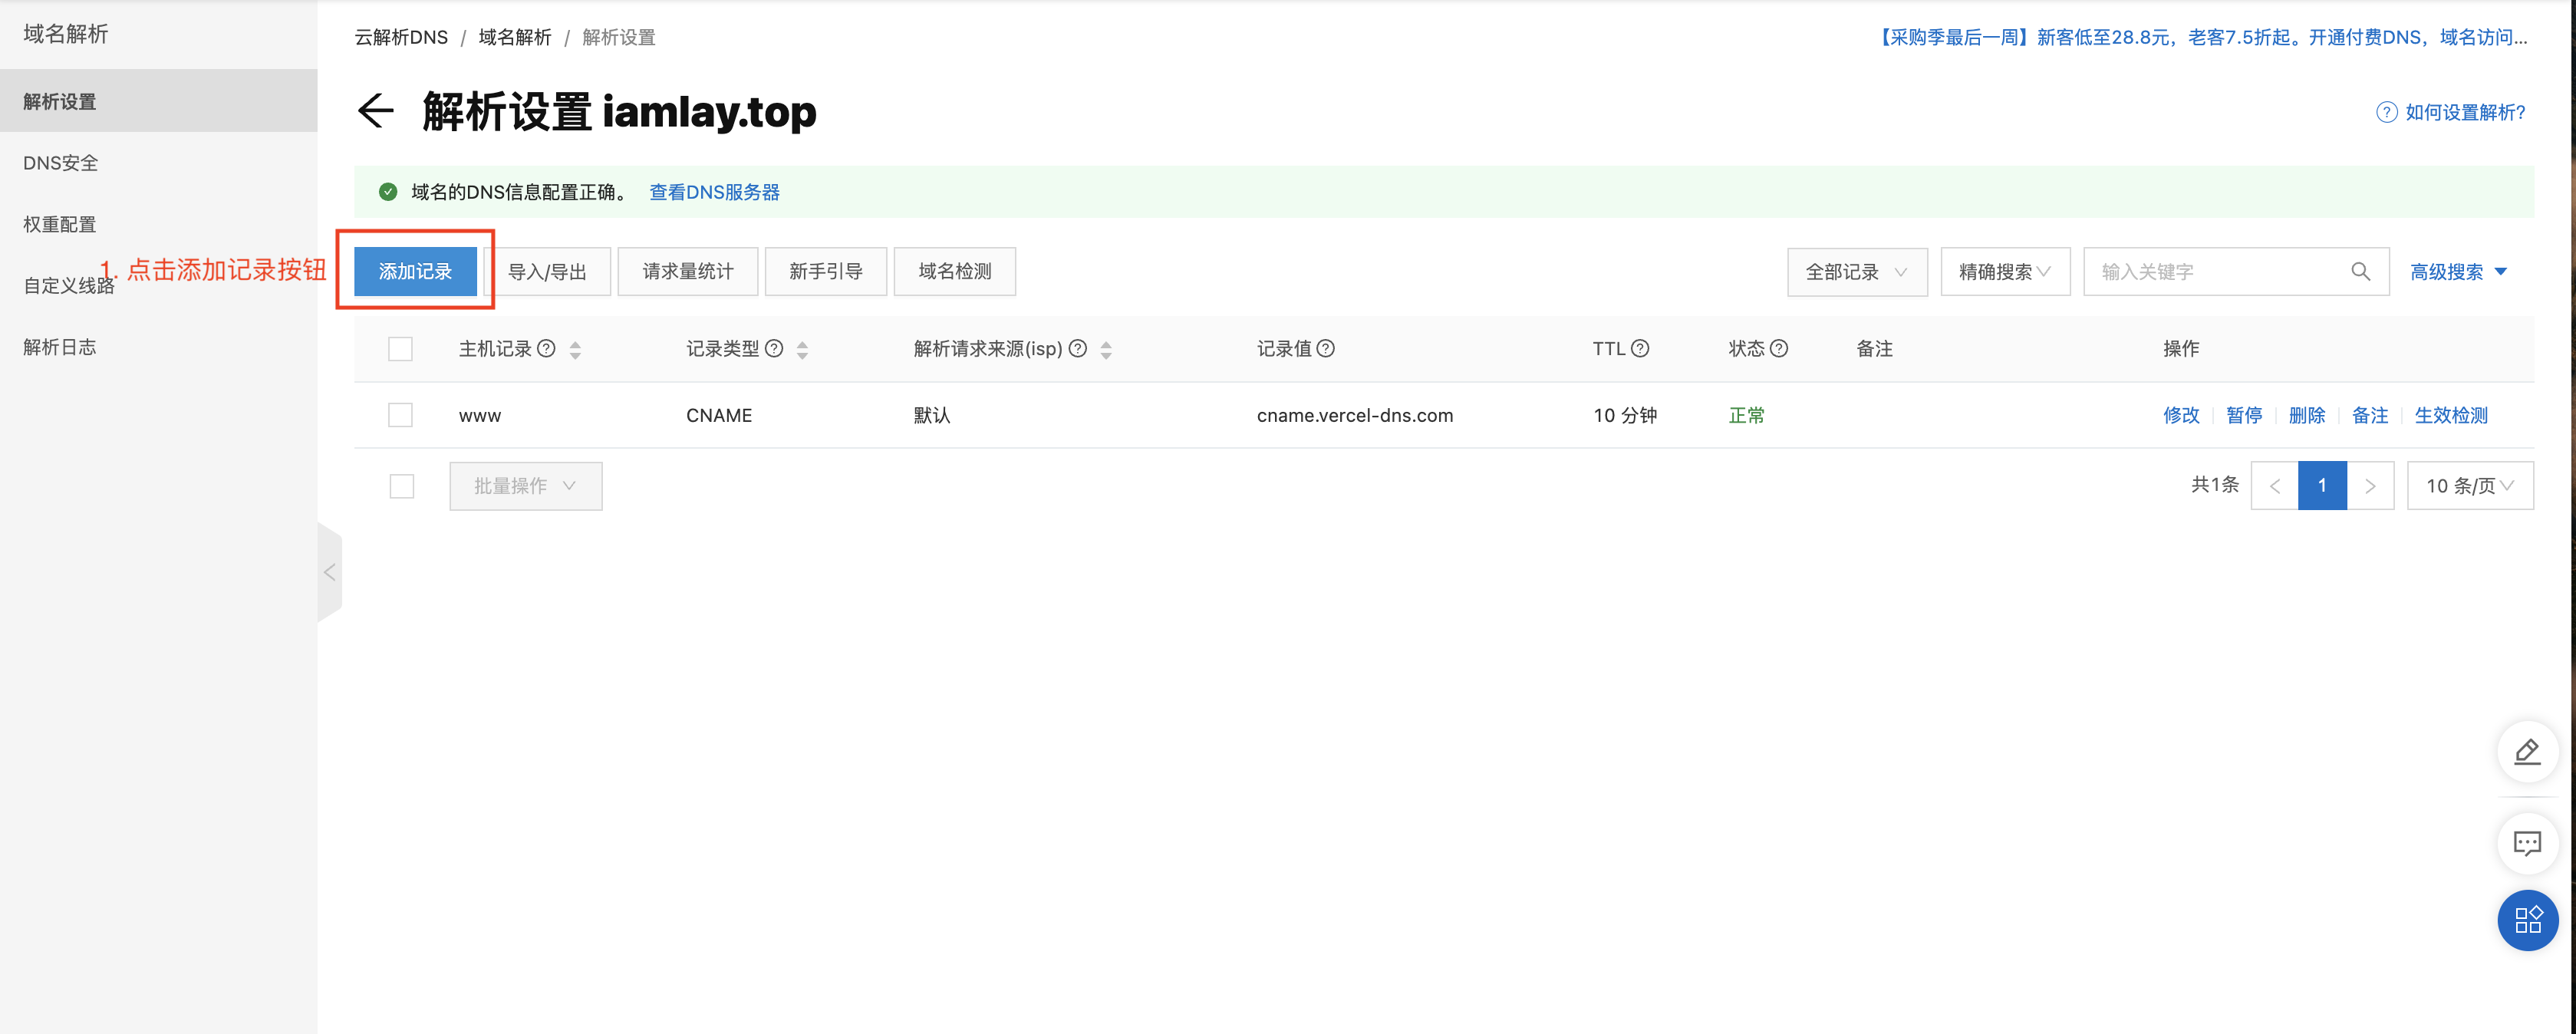 域名解析
解析设置
DNS安全
权重配置
自定义线路
解析日志
云解析DNS / 域名解析 / 解析设置
【采购季最后一周】新客低至28.8元，老客7.5折起。开通付费DNS，域名访问...
解析设置 iamlay.top
如何设置解析?
域名的DNS信息配置正确。 查看DNS服务器
1. 点击添加记录按钮
添加记录 导入/导出 请求量统计 新手引导 域名检测 全部记录 精确搜索 输入关键字 高级搜索
主机记录 记录类型 解析请求来源(isp) 记录值 TTL 状态 备注 操作
www CNAME 默认 cname.vercel-dns.com 10 分钟 正常 修改 暂停 删除 备注 生效检测
批量操作 共1条 < 1 > 10 条/页